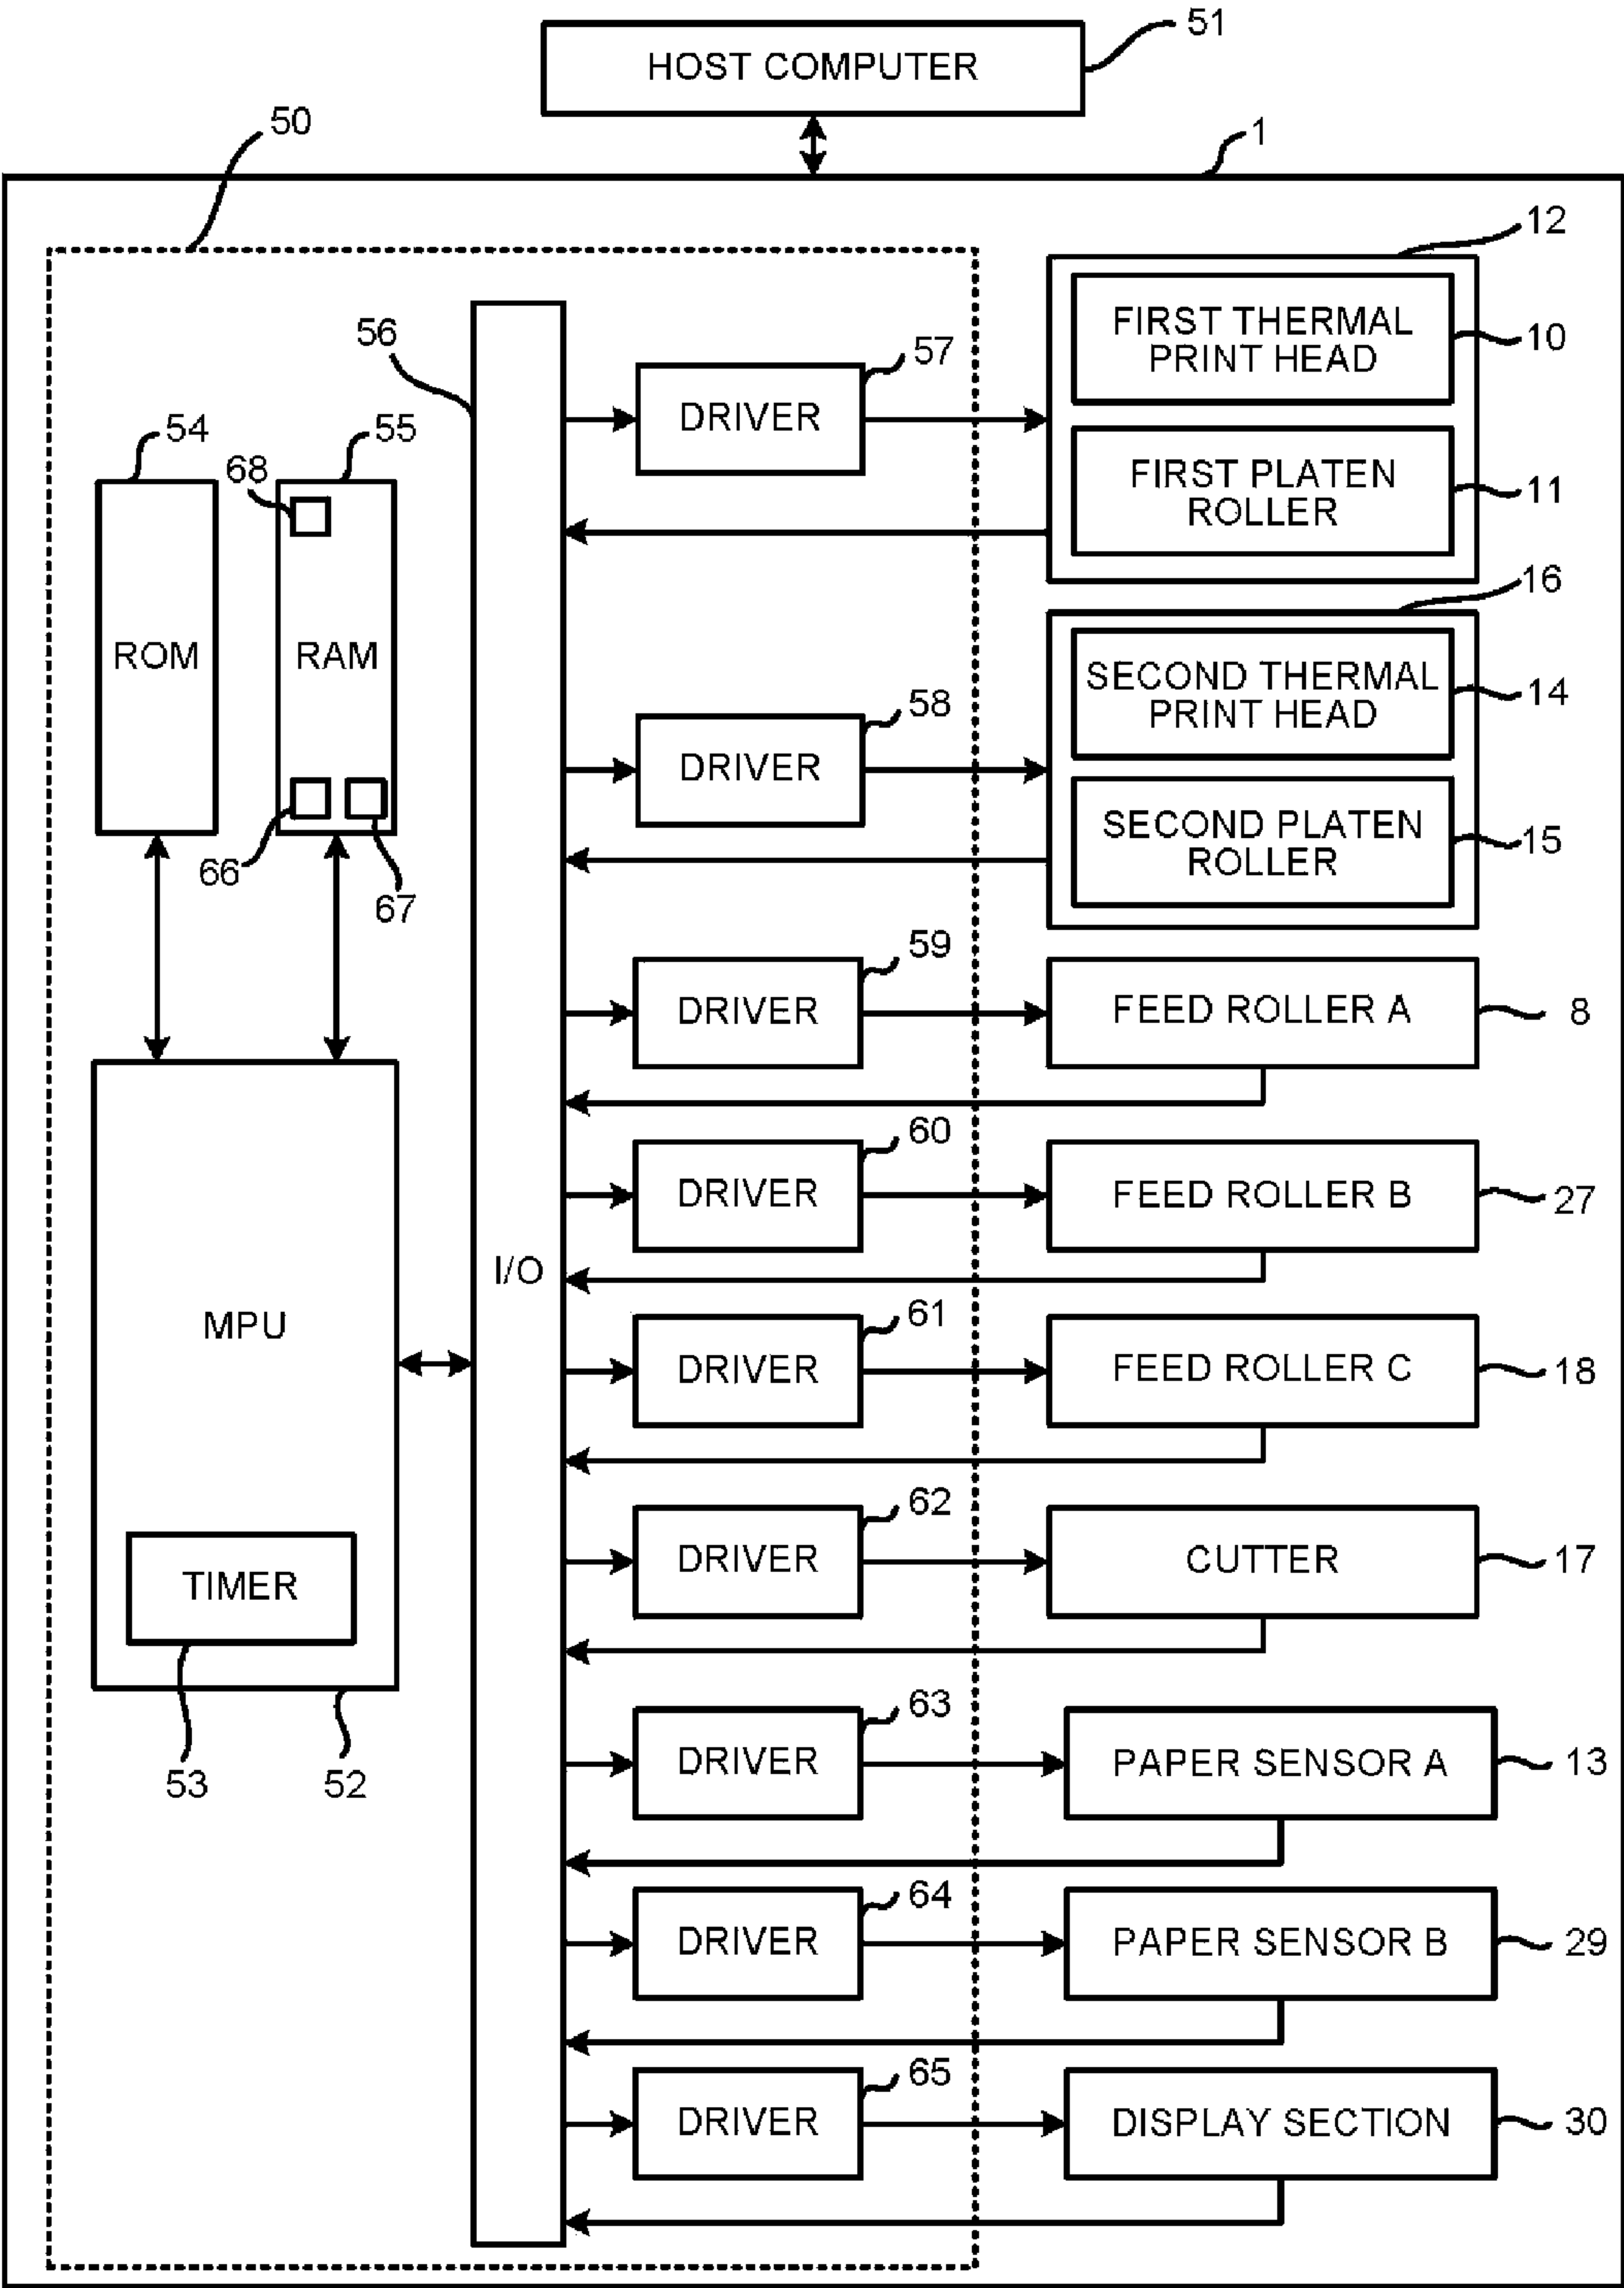 51
HOST COMPUTER
50
1
12
FIRST THERMAL
PRINT HEAD
10
56
57
DRIVER
54
55
68
FIRST PLATEN
ROLLER
11
16
ROM
RAM
SECOND THERMAL
PRINT HEAD
14
58
DRIVER
SECOND PLATEN
ROLLER
15
66
67
59
DRIVER
FEED ROLLER A
8
60
DRIVER
FEED ROLLER B
27
I/O
MPU
61
DRIVER
FEED ROLLER C
18
62
DRIVER
CUTTER
17
TIMER
53
52
63
DRIVER
PAPER SENSOR A
13
64
DRIVER
PAPER SENSOR B
29
65
DRIVER
DISPLAY SECTION
30